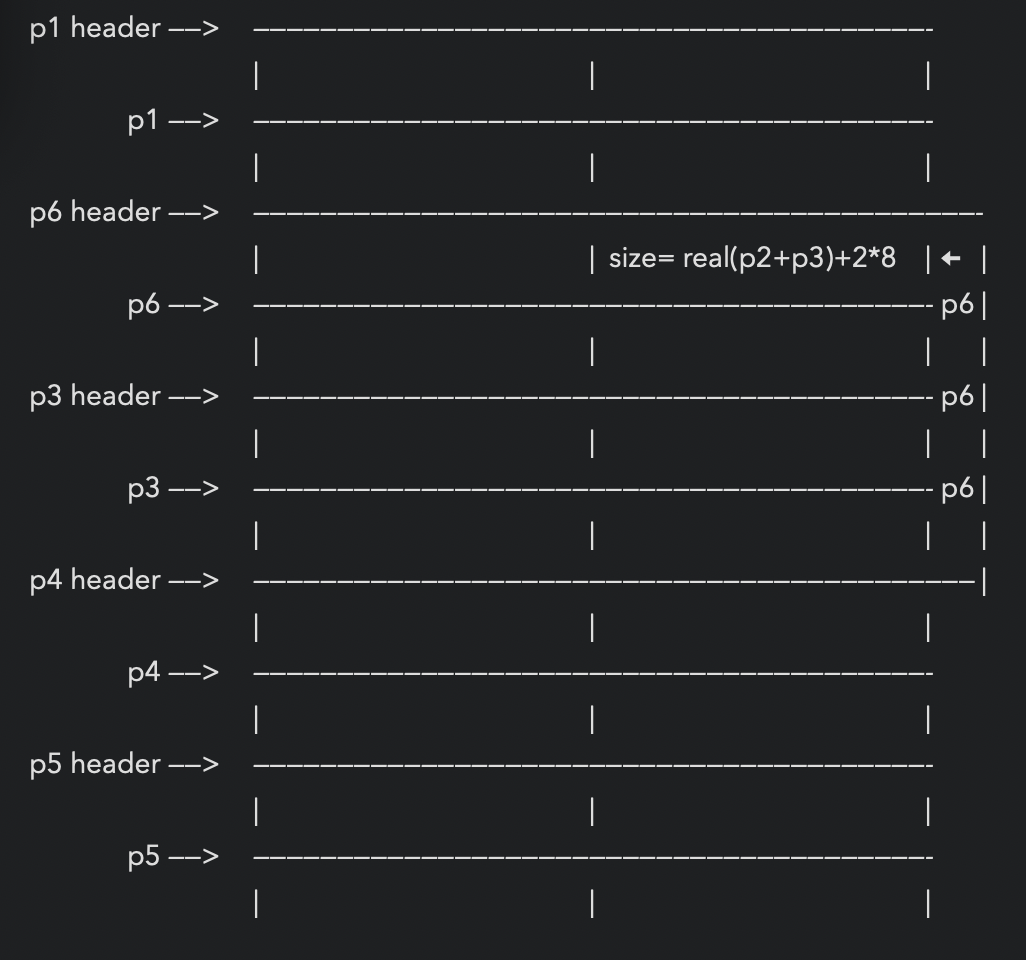 p1 header ——> —————————————————————————-
| | |
p1 ——> —————————————————————————-
| | |
p6 header ——> ———————————————————————————-
| | size= real(p2+p3)+2*8 | ← |
p6 ——> —————————————————————————- p6 |
| | | |
p3 header ——> —————————————————————————- p6 |
| | | |
p3 ——> —————————————————————————- p6 |
| | | |
p4 header ——> ———————————————————————————|
| | |
p4 ——> —————————————————————————-
| | |
p5 header ——> —————————————————————————-
| | |
p5 ——> —————————————————————————-
| | |